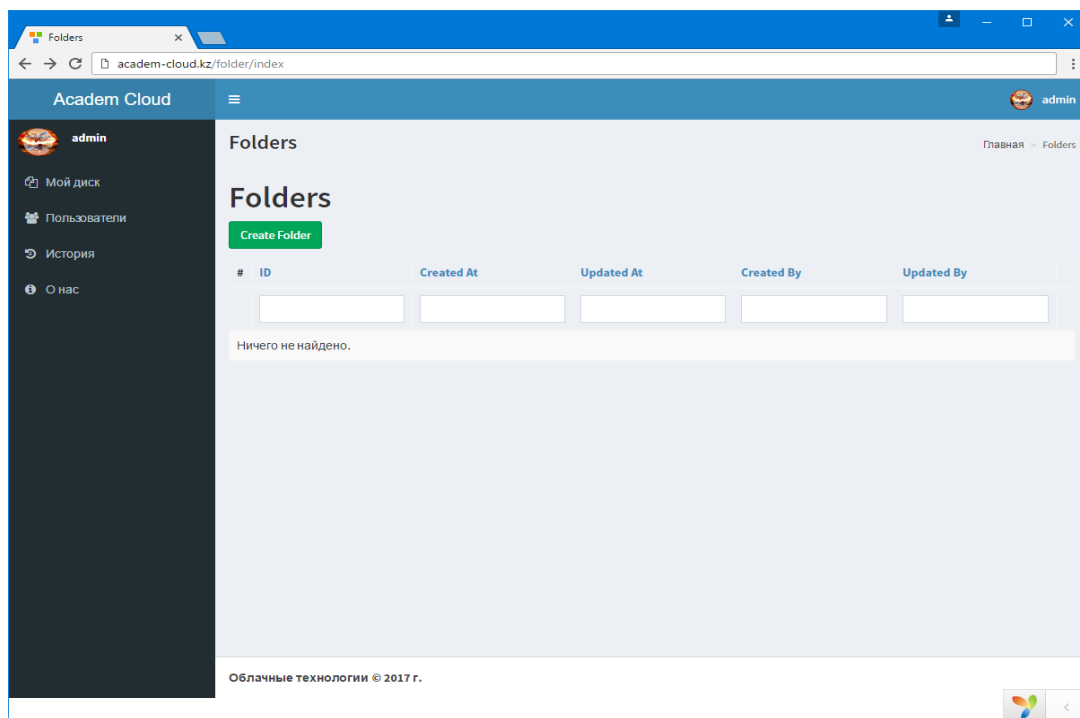 Folders
academ-cloud.kz/folder/index
Academ Cloud
admin
admin
Мой диск
Пользователи
История
О нас
Folders
Главная > Folders
Folders
Create Folder
# ID Created At Updated At Created By Updated By
Ничего не найдено.
Облачные технологии © 2017 г.